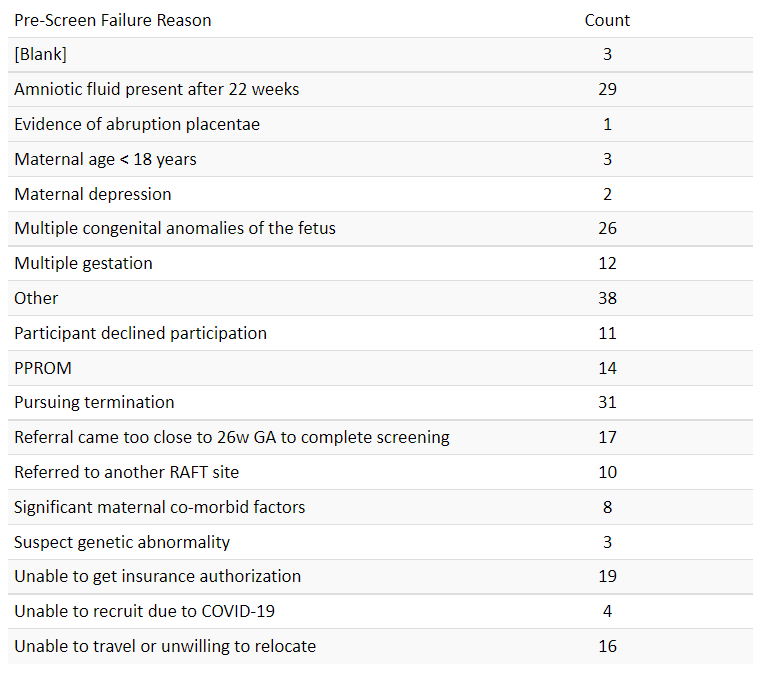 Pre-Screen Failure Reason Count
[Blank] 3
Amniotic fluid present after 22 weeks 29
Evidence of abruption placentae 1
Maternal age < 18 years 3
Maternal depression 2
Multiple congenital anomalies of the fetus 26
Multiple gestation 12
Other 38
Participant declined participation 11
PPROM 14
Pursuing termination 31
Referral came too close to 26w GA to complete screening 17
Referred to another RAFT site 10
Significant maternal co-morbid factors 8
Suspect genetic abnormality 3
Unable to get insurance authorization 19
Unable to recruit due to COVID-19 4
Unable to travel or unwilling to relocate 16